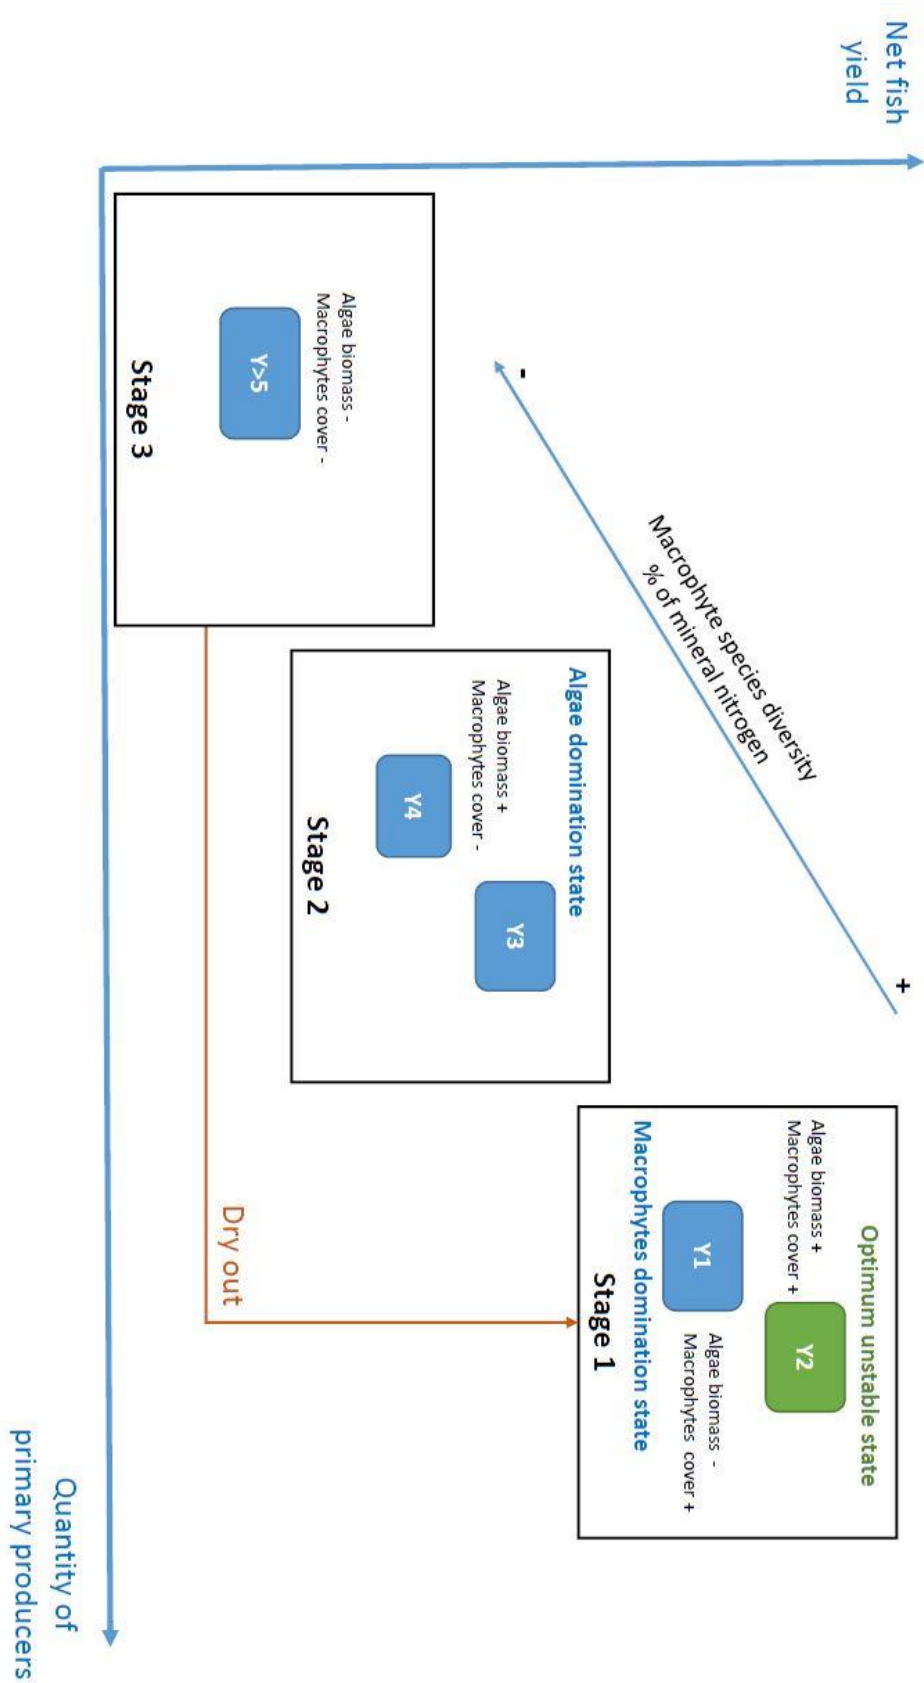 Net fish
yield
+
Macrophyte species diversity
% of mineral nitrogen
-
Optimum unstable state
Algae biomass +
Macrophytes cover +
Y2
Y1
Algae biomass -
Macrophytes cover +
Macrophytes domination state
Stage 1
Algae domination state
Y3
Algae biomass +
Macrophytes cover -
Y4
Stage 2
Algae biomass -
Macrophytes cover -
Y>5
Stage 3
Dry out
Quantity of
primary producers